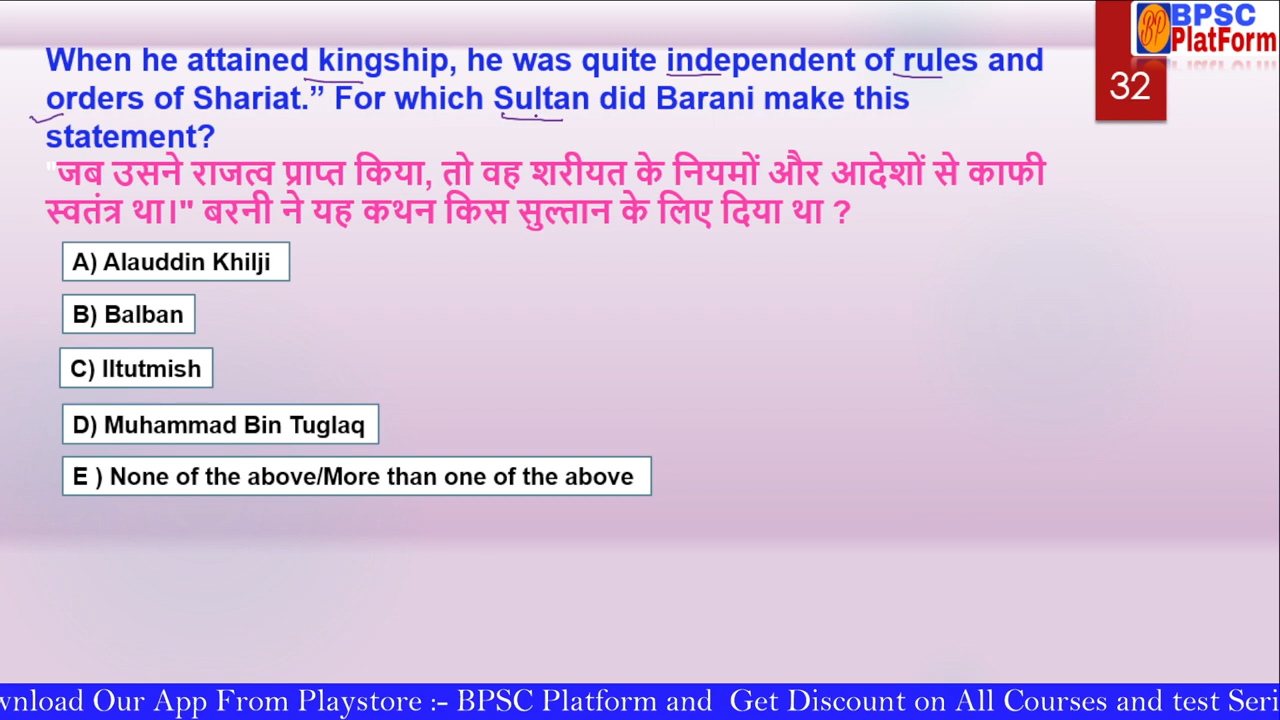 BPSC
PlatForm
32
When he attained kingship, he was quite independent of rules and
orders of Shariat.” For which Sultan did Barani make this
statement?
"जब उसने राजत्व प्राप्त किया, तो वह शरीयत के नियमों और आदेशों से काफी
स्वतंत्र था।" बरनी ने यह कथन किस सुल्तान के लिए दिया था ?
A) Alauddin Khilji
B) Balban
C) Iltutmish
D) Muhammad Bin Tuglaq
E ) None of the above/More than one of the above
wnload Our App From Playstore :- BPSC Platform and Get Discount on All Courses and test Seri